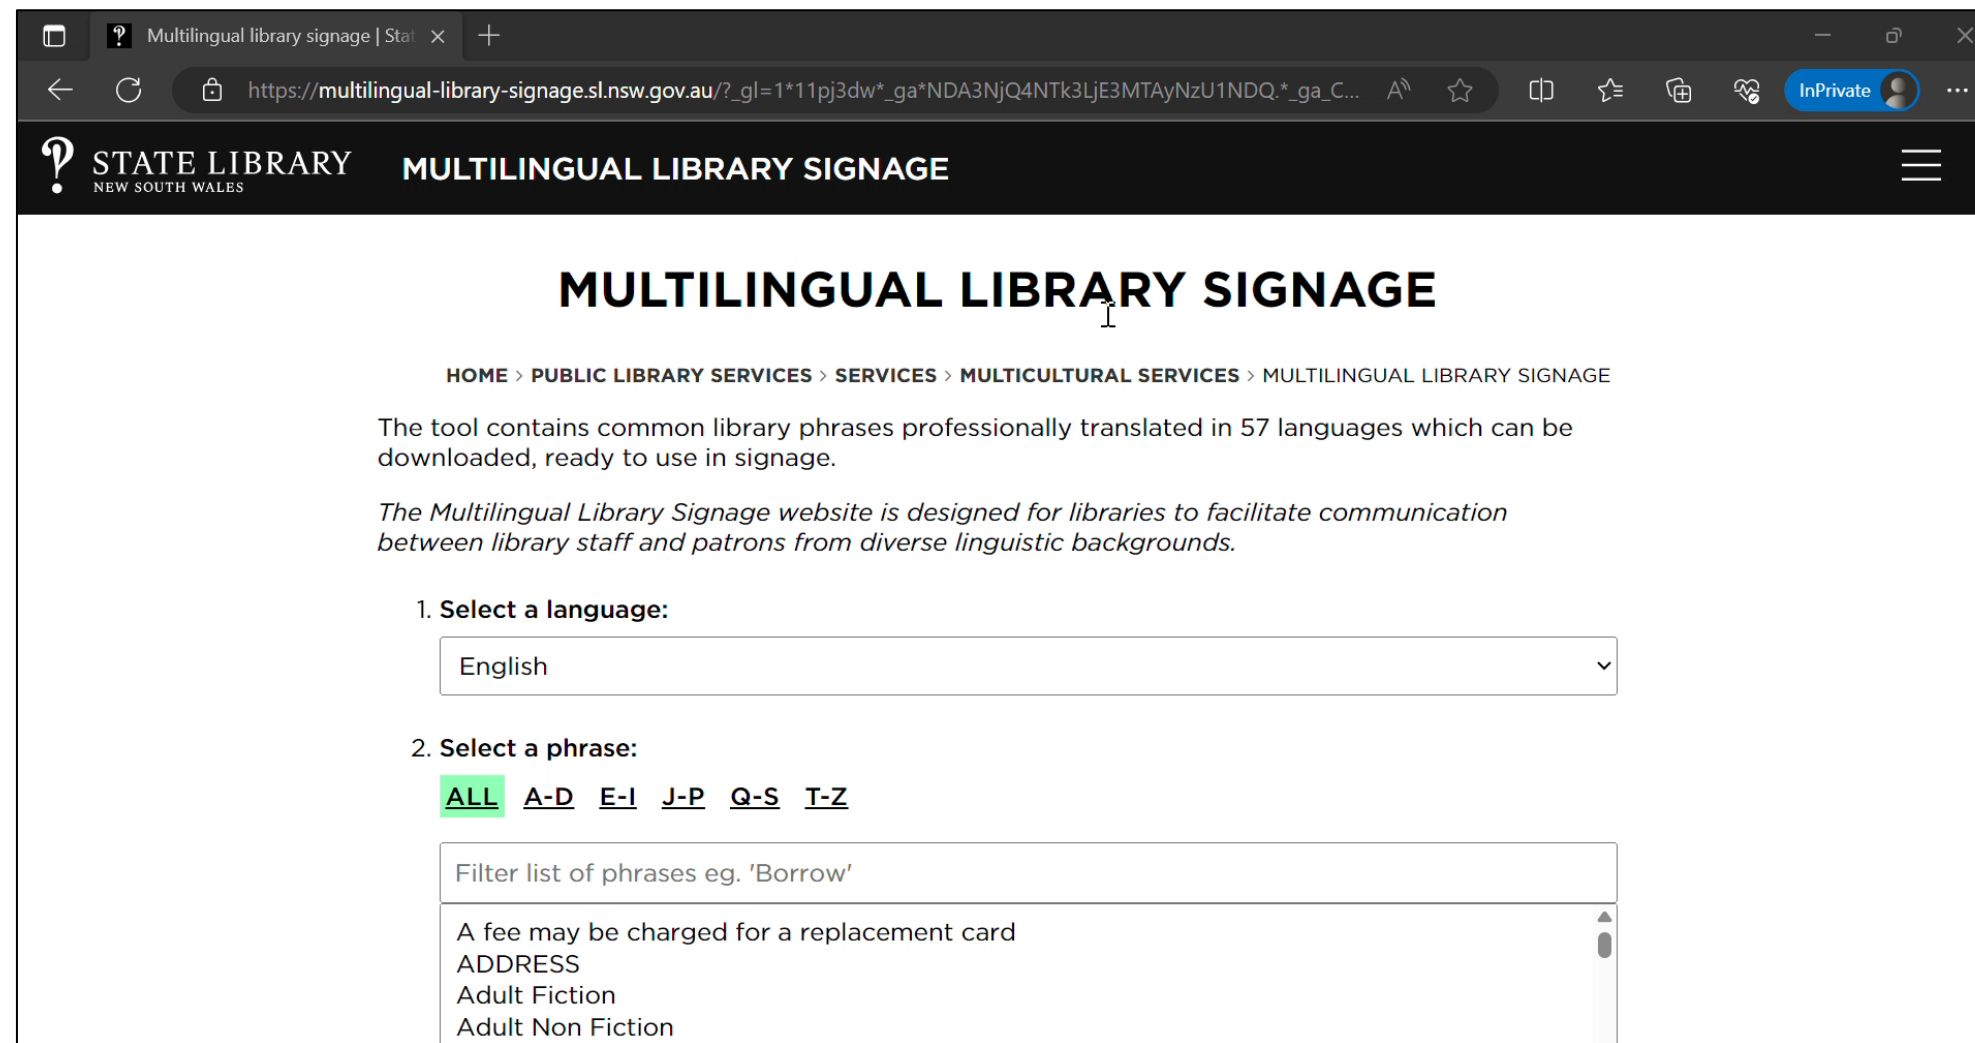 Multilingual library signage | Stat
https://multilingual-library-signage.sl.nsw.gov.au/?_gl=1*11pj3dw*_ga*NDA3NjQ4NTk3LjE3MTAyNzU1NDQ.*_ga_C...
InPrivate
STATE LIBRARY
NEW SOUTH WALES
MULTILINGUAL LIBRARY SIGNAGE
MULTILINGUAL LIBRARY SIGNAGE
HOME > PUBLIC LIBRARY SERVICES > SERVICES > MULTICULTURAL SERVICES > MULTILINGUAL LIBRARY SIGNAGE
The tool contains common library phrases professionally translated in 57 languages which can be
downloaded, ready to use in signage.
The Multilingual Library Signage website is designed for libraries to facilitate communication
between library staff and patrons from diverse linguistic backgrounds.
1. Select a language:
English
2. Select a phrase:
ALL A-D E-I J-P Q-S T-Z
Filter list of phrases eg. 'Borrow'
A fee may be charged for a replacement card
ADDRESS
Adult Fiction
Adult Non Fiction